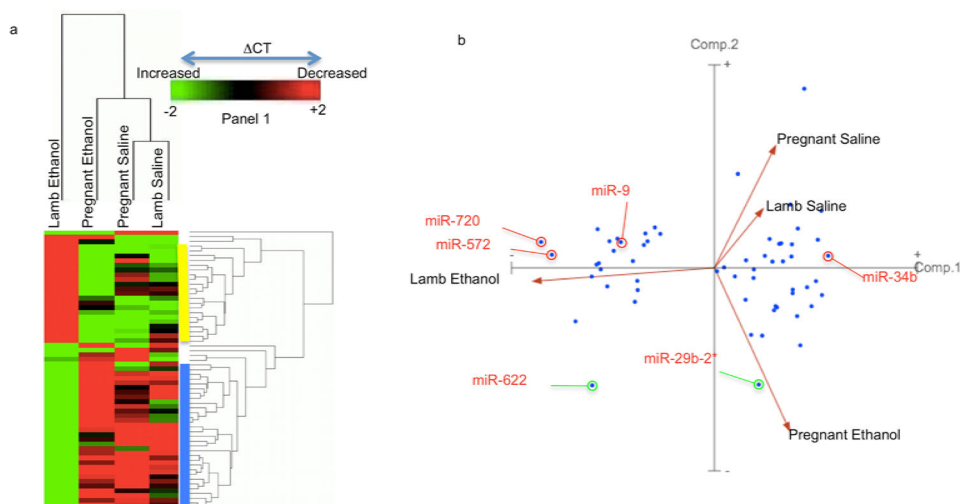 a
ΔCT
Increased
Decreased
-2
+2
Panel 1
Lamb Ethanol
Pregnant Ethanol
Pregnant Saline
Lamb Saline
b
Comp.2
+
Pregnant Saline
miR-9
Lamb Saline
miR-720
miR-572
-
+
Comp.1
Lamb Ethanol
miR-34b
miR-29b-2*
miR-622
Pregnant Ethanol
-